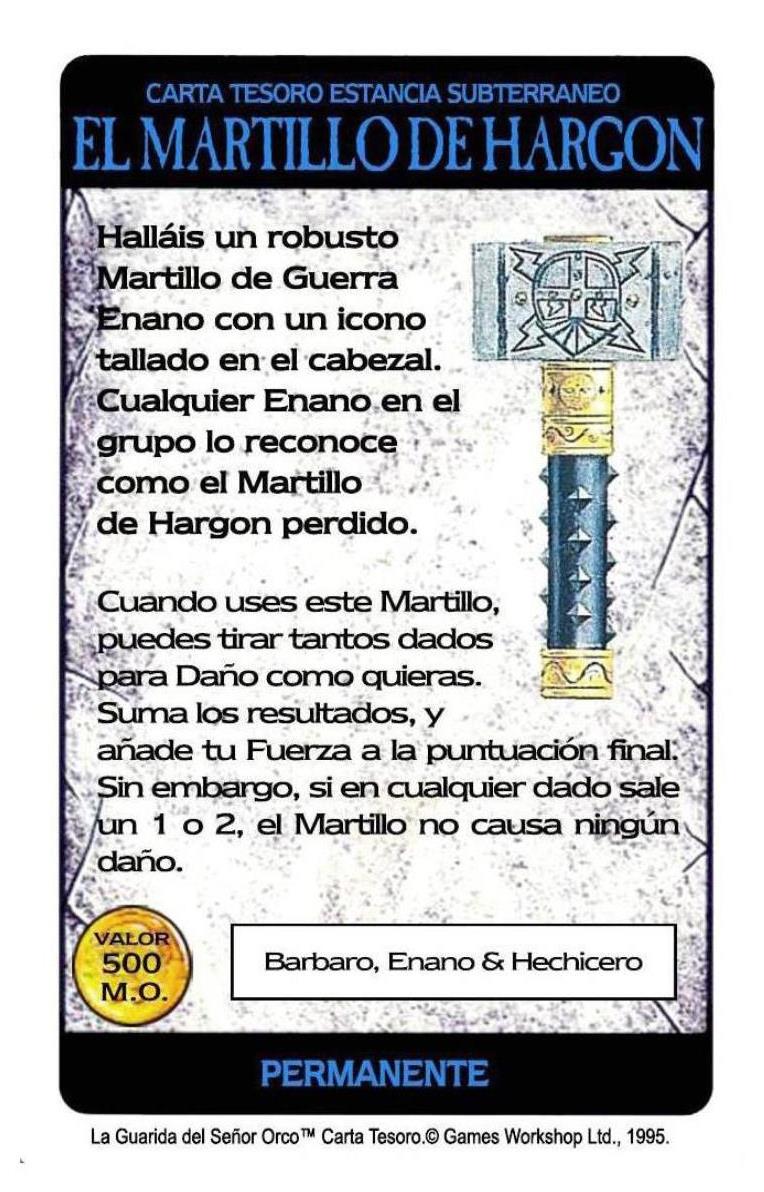 CARTA TESORO ESTANCIA SUBTERRANEO
EL MARTILLO DE HARGON
Halláis un robusto
Martillo de Guerra
Enano con un icono
tallado en el cabezal.
Cualquier Enano en el
grupo lo reconoce
como el Martillo
de Hargon perdido.
Cuando uses este Martillo,
puedes tirar tantos dados
para Daño como quieras.
Suma los resultados, y
añade tu Fuerza a la puntuación final.
Sin embargo, si en cualquier dado sale
un 1 o 2, el Martillo no causa ningún
daño.
VALOR
500
M.O.
Barbaro, Enano & Hechicero
PERMANENTE
La Guarida del Señor Orco™ Carta Tesoro.© Games Workshop Ltd., 1995.